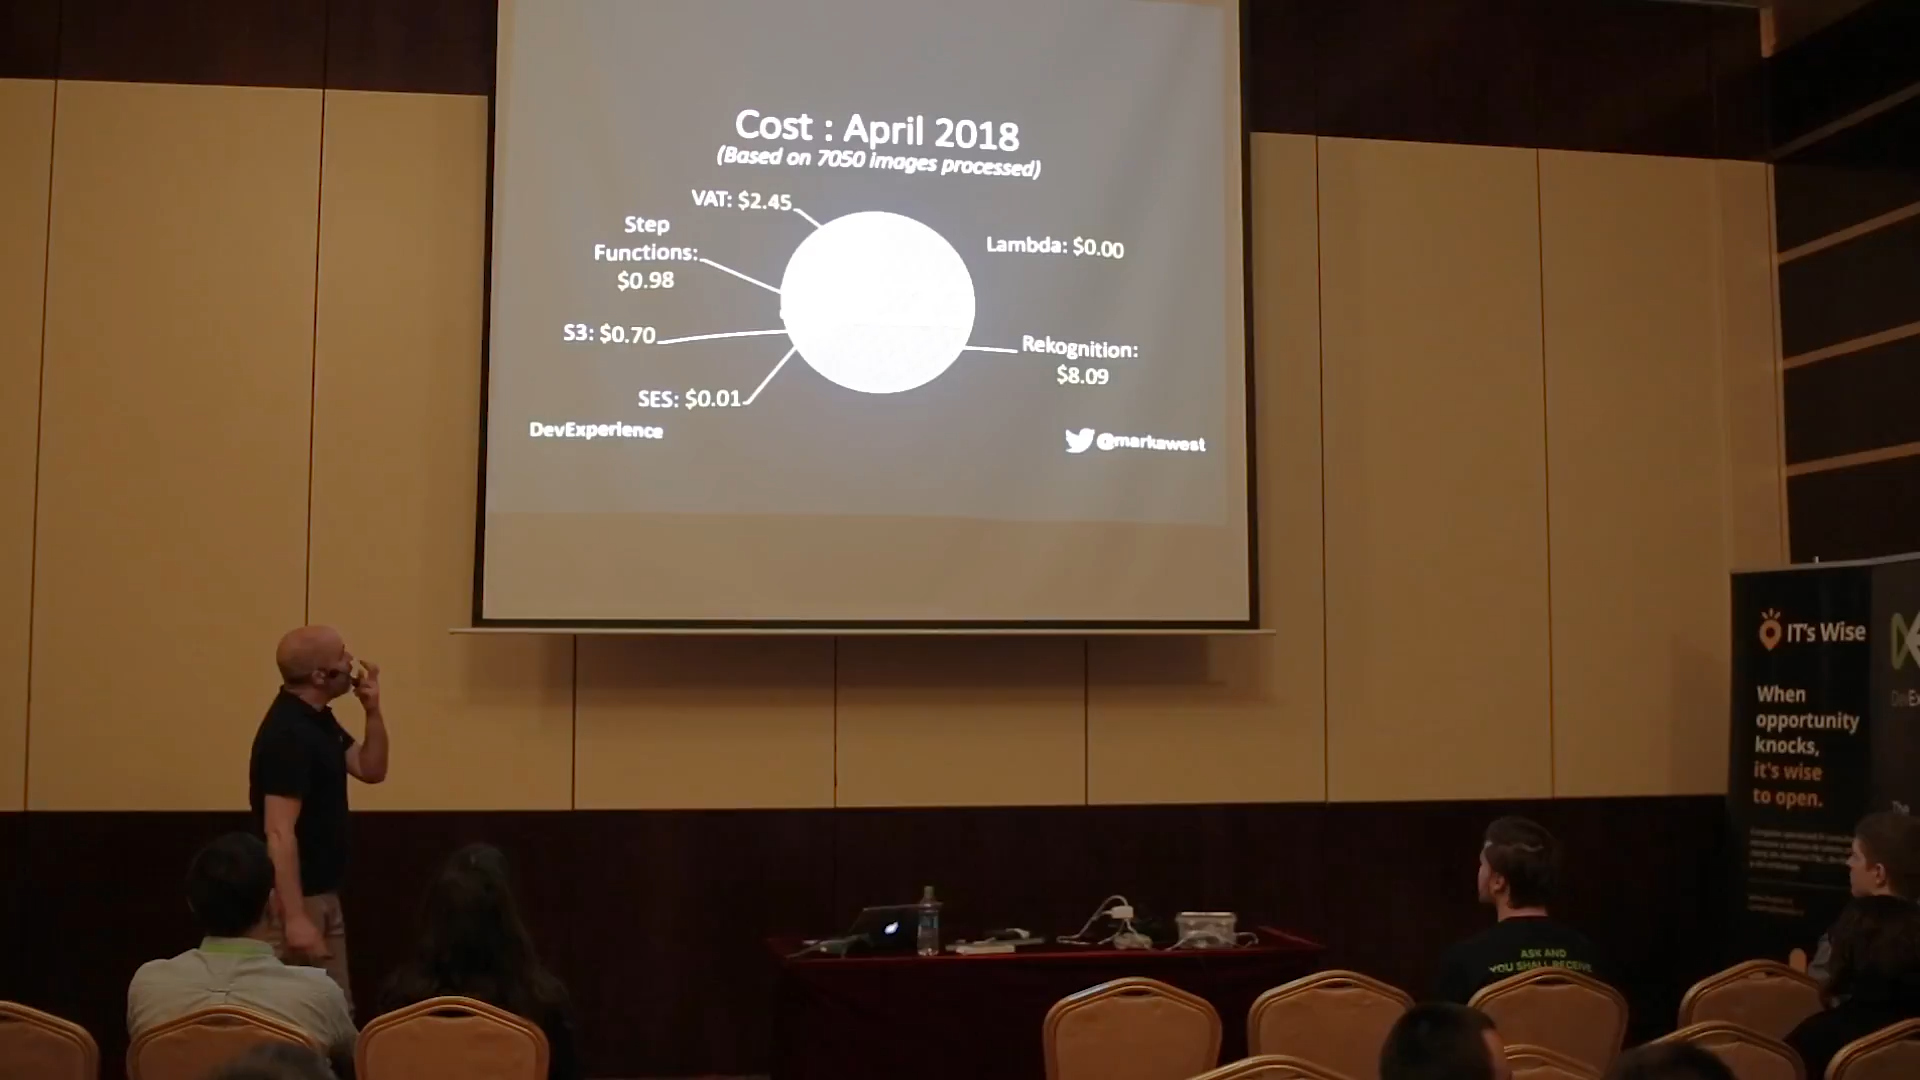 Cost : April 2018
(Based on 7050 images processed)
VAT: $2.45
Step
Functions:
$0.98
Lambda: $0.00
S3: $0.70
Rekognition:
$8.09
SES: $0.01
DevExperience
@markawest
IT's Wise
When
opportunity
knocks,
it's wise
to open.
The
ASK AND
YOU SHALL RECEIVE